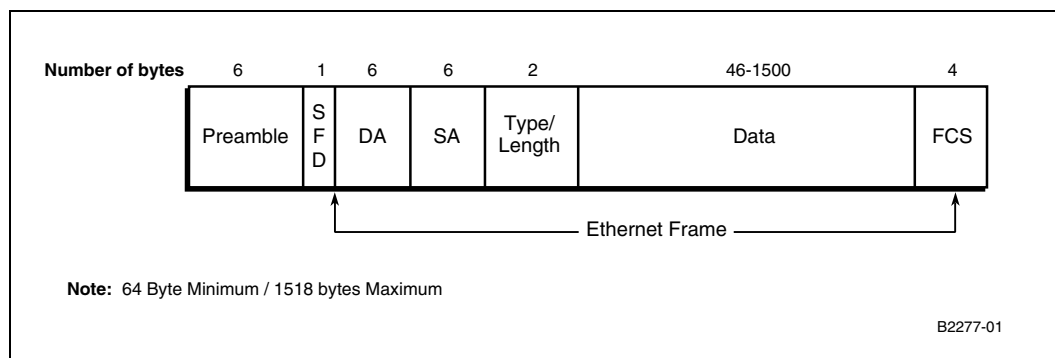 Number of bytes 6 1 6 6 2 46-1500 4
Preamble
S
F
D
DA
SA
Type/
Length
Data
FCS
Ethernet Frame
Note: 64 Byte Minimum / 1518 bytes Maximum
B2277-01